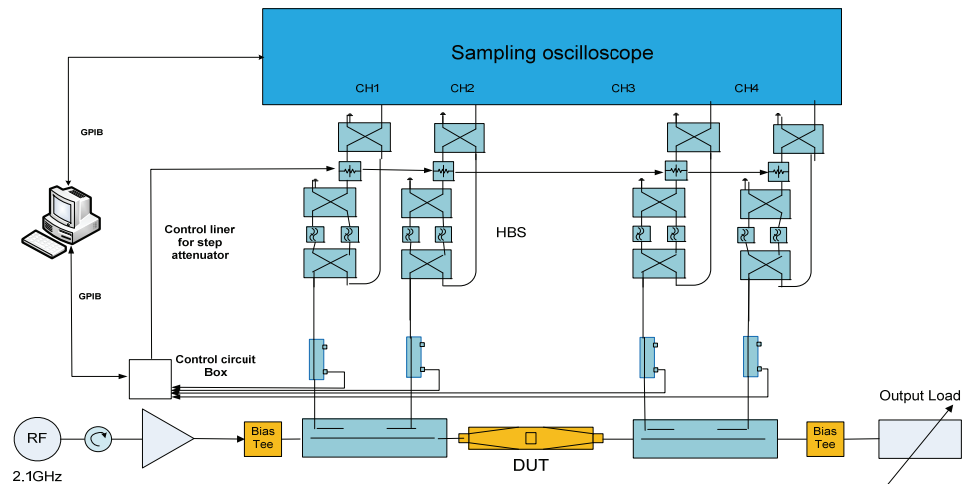 Sampling oscilloscope
CH1
CH2
CH3
CH4
GPIB
Control liner
for step
attenuator
HBS
GPIB
Control circuit
Box
Output Load
RF
Bias
Tee
Bias
Tee
DUT
2.1GHz